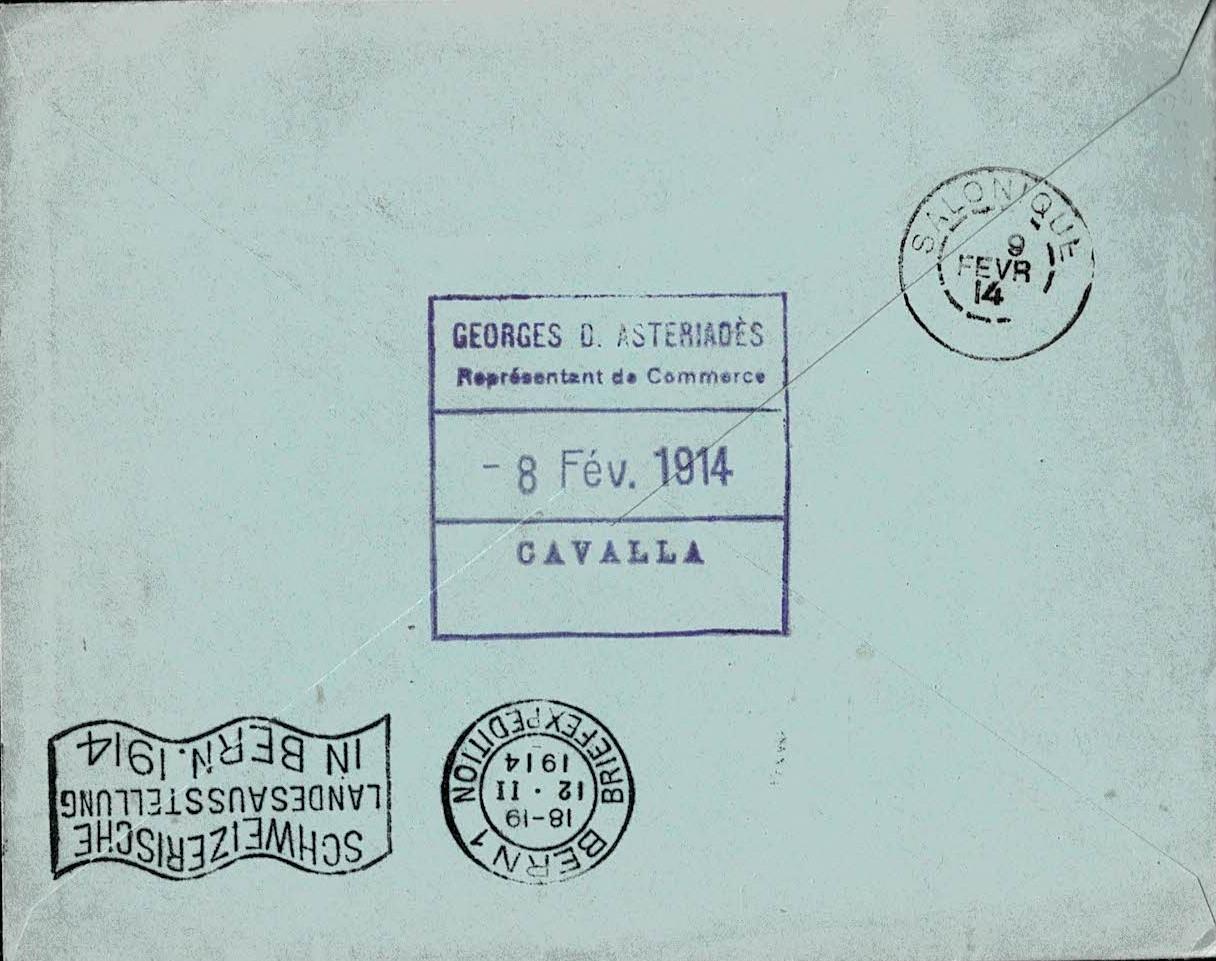 SALONIQUE
9
FEVR
14
GEORGES D. ASTERIADÈS
Représentant de Commerce
- 8 Fév. 1914
CAVALLA
SCHWEIZERISCHE
LANDESAUSSTELLUNG
IN BERN.1914
BERN 1
18-19
12 • II
1914
BRIEFEXPEDITION